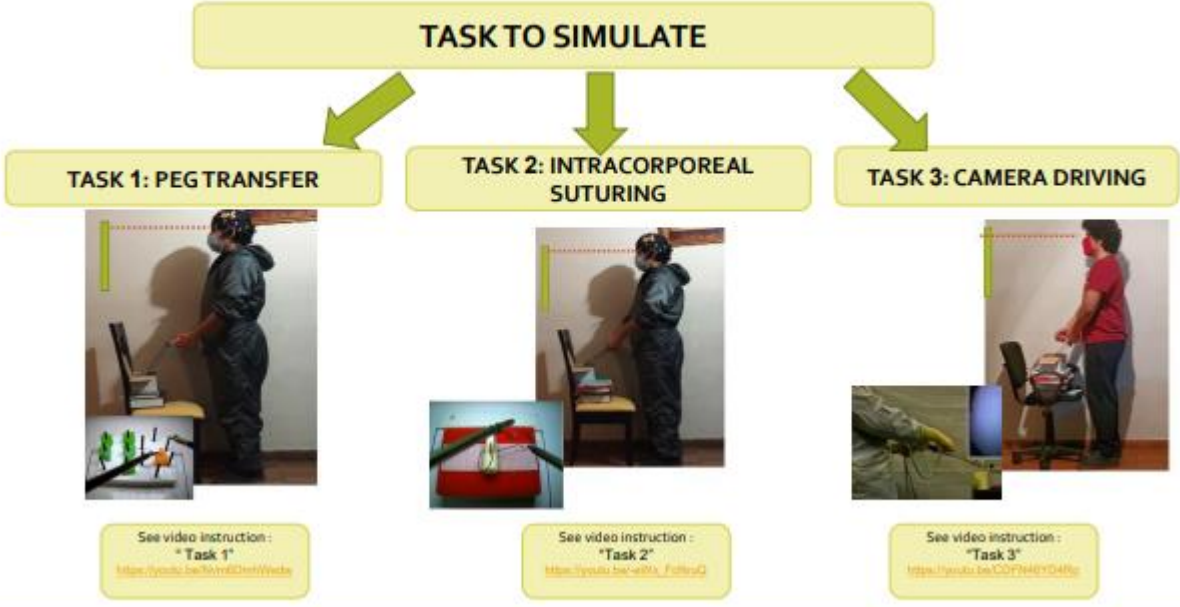 TASK TO SIMULATE
TASK 1: PEG TRANSFER
TASK 2: INTRACORPOREAL
SUTURING
TASK 3: CAMERA DRIVING
See video instruction :
" Task 1"
See video instruction :
"Task 2"
See video instruction :
"Task 3"